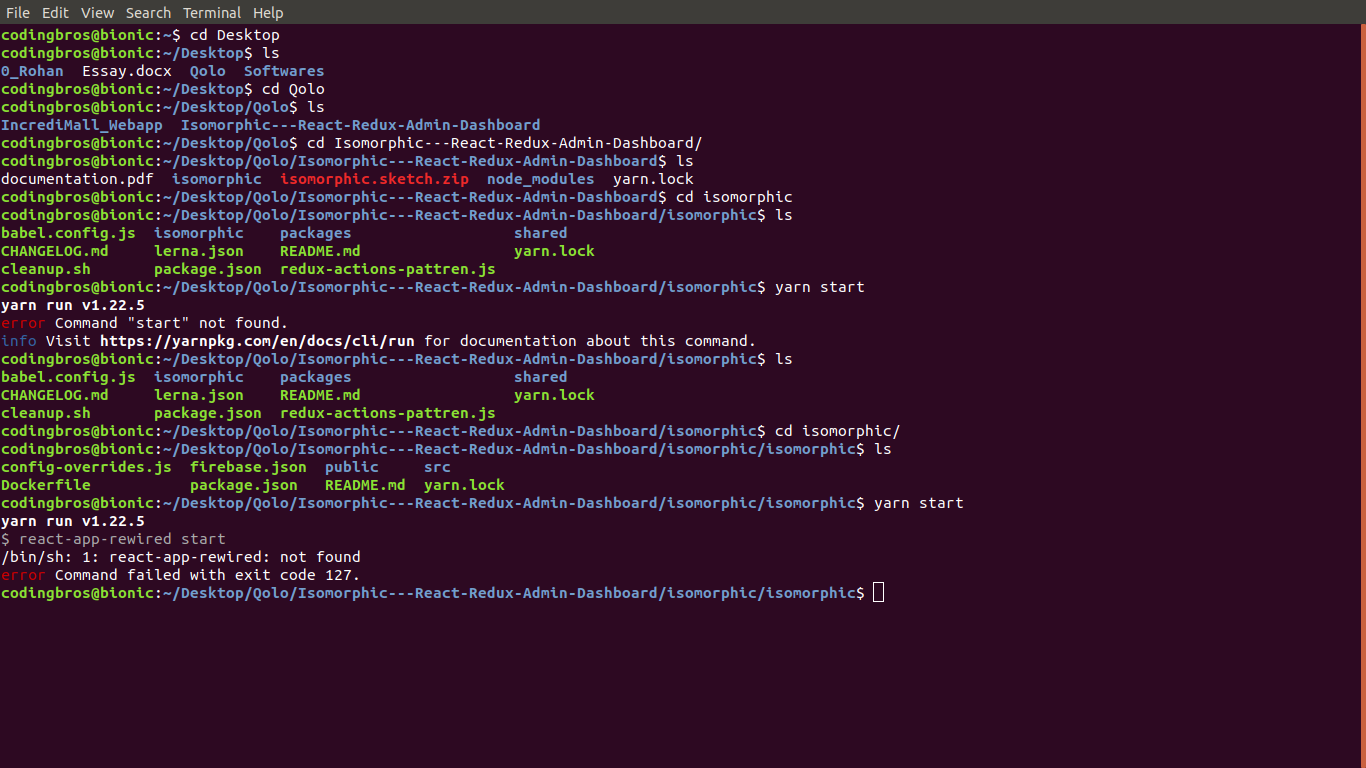 File Edit View Search Terminal Help
codingbros@bionic:~$ cd Desktop
codingbros@bionic:~/Desktop$ ls
0_Rohan  Essay.docx  Qolo  Softwares
codingbros@bionic:~/Desktop$ cd Qolo
codingbros@bionic:~/Desktop/Qolo$ ls
IncrediMall_Webapp  Isomorphic---React-Redux-Admin-Dashboard
codingbros@bionic:~/Desktop/Qolo$ cd Isomorphic---React-Redux-Admin-Dashboard/
codingbros@bionic:~/Desktop/Qolo/Isomorphic---React-Redux-Admin-Dashboard$ ls
documentation.pdf  isomorphic  isomorphic.sketch.zip  node_modules  yarn.lock
codingbros@bionic:~/Desktop/Qolo/Isomorphic---React-Redux-Admin-Dashboard$ cd isomorphic
codingbros@bionic:~/Desktop/Qolo/Isomorphic---React-Redux-Admin-Dashboard/isomorphic$ ls
babel.config.js  isomorphic    packages                  shared
CHANGELOG.md     lerna.json    README.md                 yarn.lock
cleanup.sh       package.json  redux-actions-pattren.js
codingbros@bionic:~/Desktop/Qolo/Isomorphic---React-Redux-Admin-Dashboard/isomorphic$ yarn start
yarn run v1.22.5
error Command "start" not found.
info Visit https://yarnpkg.com/en/docs/cli/run for documentation about this command.
codingbros@bionic:~/Desktop/Qolo/Isomorphic---React-Redux-Admin-Dashboard/isomorphic$ ls
babel.config.js  isomorphic    packages                  shared
CHANGELOG.md     lerna.json    README.md                 yarn.lock
cleanup.sh       package.json  redux-actions-pattren.js
codingbros@bionic:~/Desktop/Qolo/Isomorphic---React-Redux-Admin-Dashboard/isomorphic$ cd isomorphic/
codingbros@bionic:~/Desktop/Qolo/Isomorphic---React-Redux-Admin-Dashboard/isomorphic/isomorphic$ ls
config-overrides.js  firebase.json  public     src
Dockerfile           package.json   README.md  yarn.lock
codingbros@bionic:~/Desktop/Qolo/Isomorphic---React-Redux-Admin-Dashboard/isomorphic/isomorphic$ yarn start
yarn run v1.22.5
$ react-app-rewired start
/bin/sh: 1: react-app-rewired: not found
error Command failed with exit code 127.
codingbros@bionic:~/Desktop/Qolo/Isomorphic---React-Redux-Admin-Dashboard/isomorphic/isomorphic$